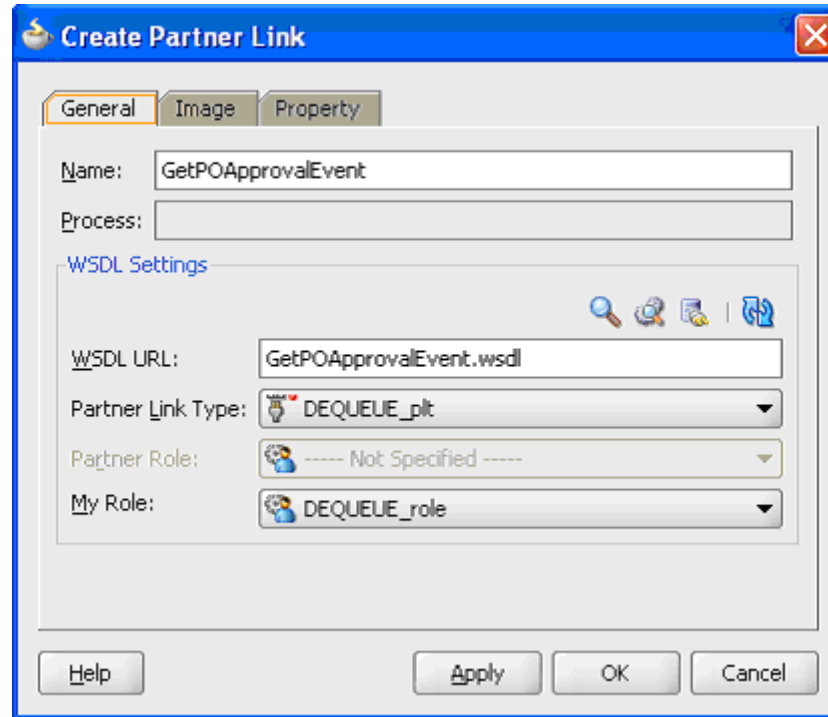 Create Partner Link
General Image Property
Name: GetPOApprovalEvent
Process:
WSDL Settings
WSDL URL: GetPOApprovalEvent.wsdl
Partner Link Type: DEQUEUE_plt
Partner Role: ----- Not Specified -----
My Role: DEQUEUE_role
Help Apply OK Cancel